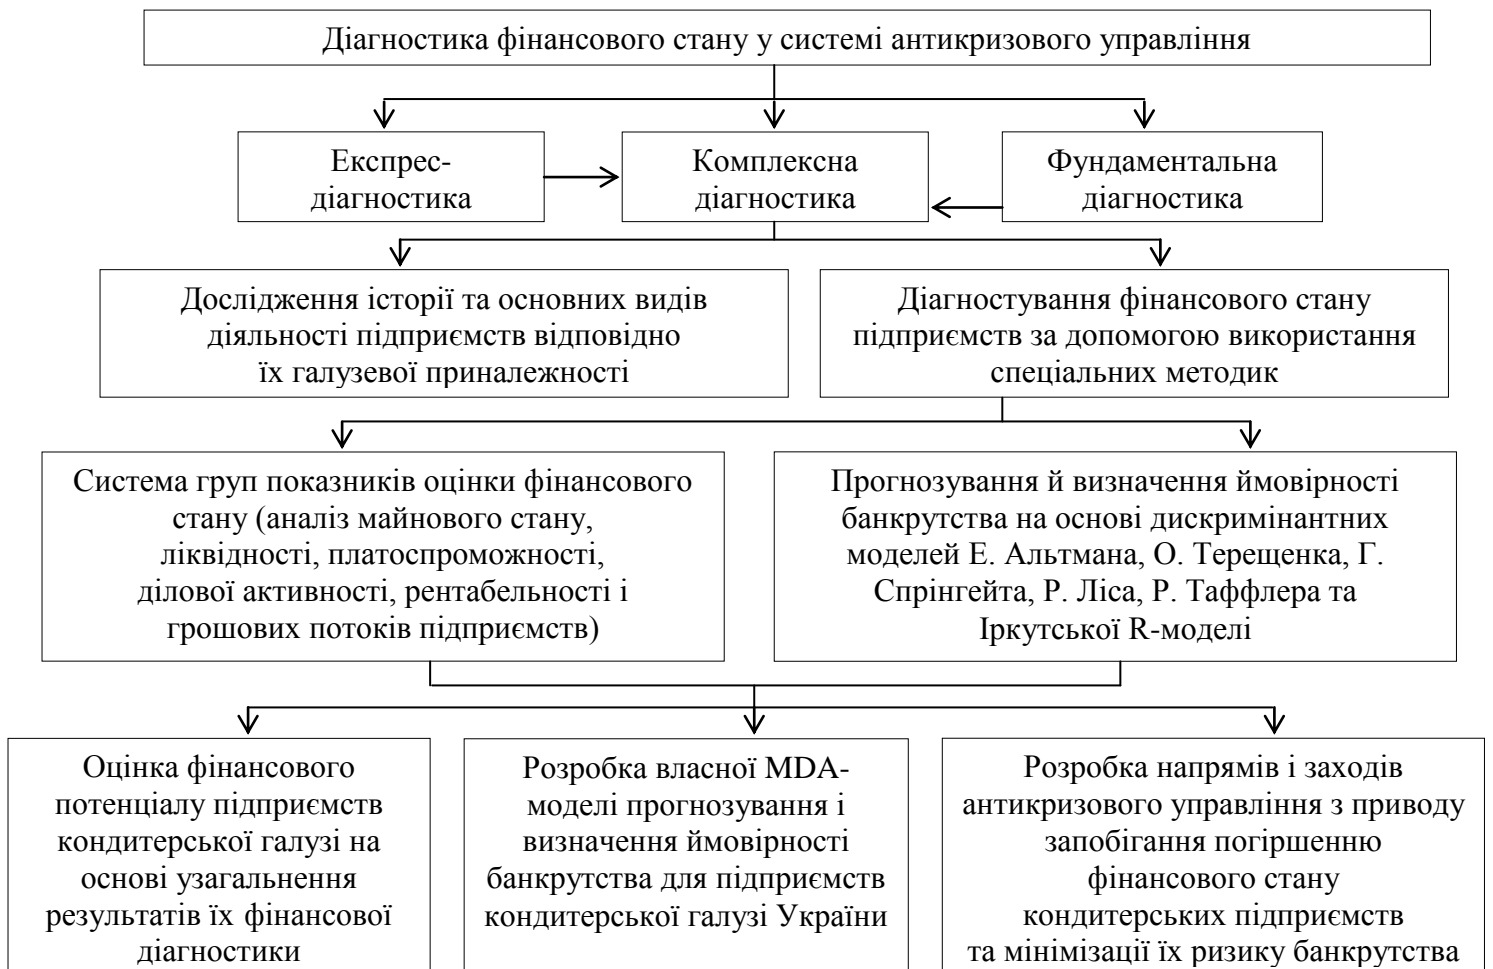 Діагностика фінансового стану у системі антикризового управління
Експрес-
діагностика
Комплексна
діагностика
Фундаментальна
діагностика
Дослідження історії та основних видів
діяльності підприємств відповідно
їх галузевої приналежності
Діагностування фінансового стану
підприємств за допомогою використання
спеціальних методик
Система груп показників оцінки фінансового
стану (аналіз майнового стану,
ліквідності, платоспроможності,
ділової активності, рентабельності і
грошових потоків підприємств)
Прогнозування й визначення ймовірності
банкрутства на основі дискримінантних
моделей Е. Альтмана, О. Терещенка, Г.
Спрінгейта, Р. Ліса, Р. Таффлера та
Іркутської R-моделі
Оцінка фінансового
потенціалу підприємств
кондитерської галузі на
основі узагальнення
результатів їх фінансової
діагностики
Розробка власної MDA-
моделі прогнозування і
визначення ймовірності
банкрутства для підприємств
кондитерської галузі України
Розробка напрямів і заходів
антикризового управління з приводу
запобігання погіршенню
фінансового стану
кондитерських підприємств
та мінімізації їх ризику банкрутства